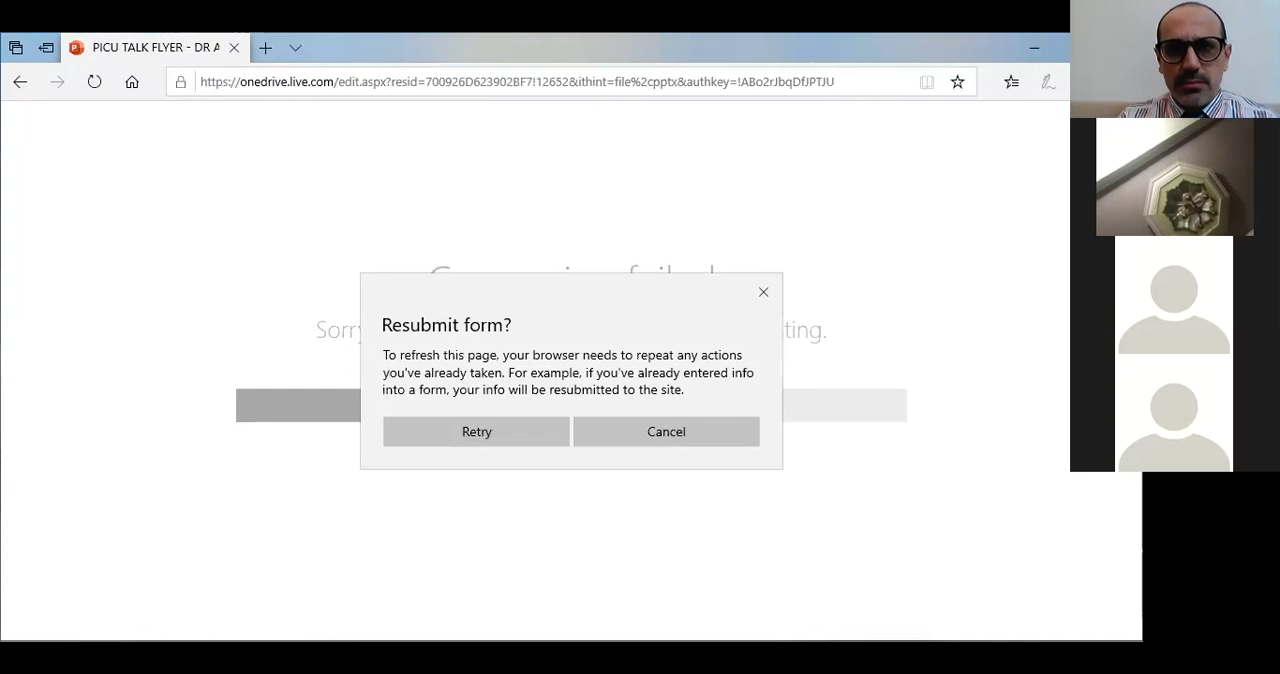 PICU TALK FLYER - DR A
https://onedrive.live.com/edit.aspx?resid=700926D623902BF7!12652&ithint=file%2cpptx&authkey=!ABo2rJbqDfJPTJU
Sorry
ting.
Resubmit form?
To refresh this page, your browser needs to repeat any actions
you've already taken. For example, if you've already entered info
into a form, your info will be resubmitted to the site.
Retry
Cancel